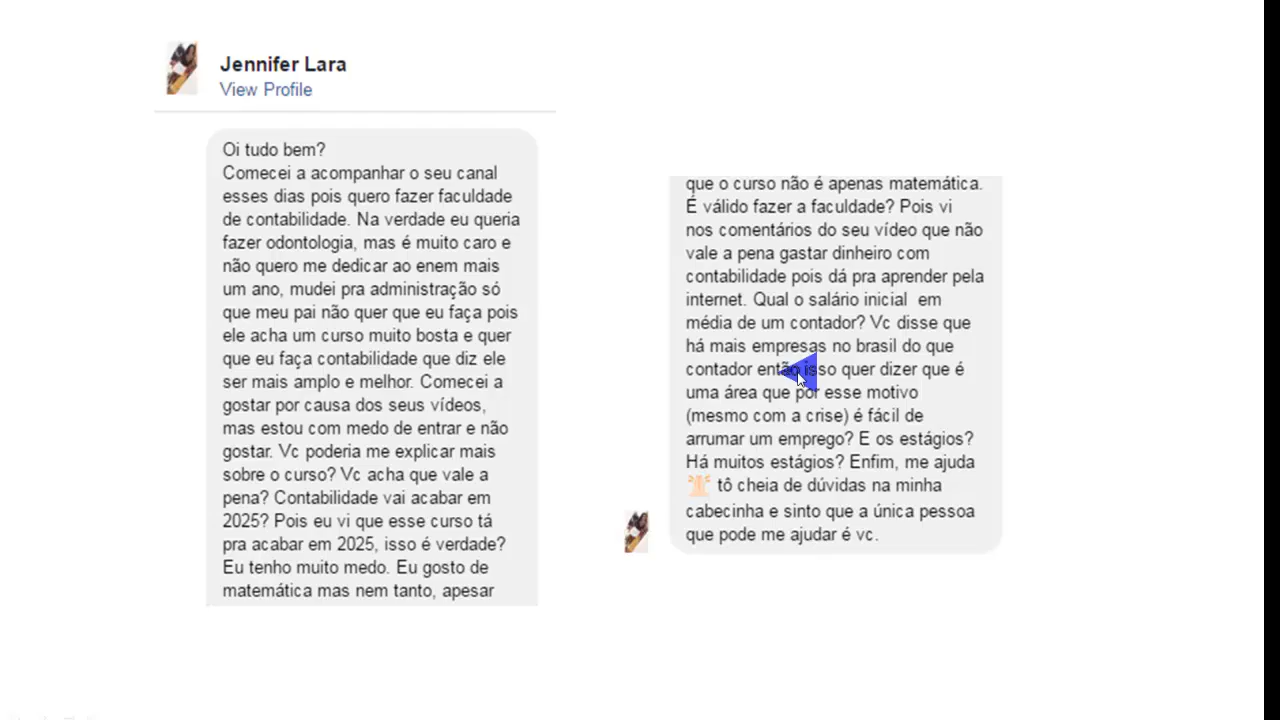 Jennifer Lara
View Profile
Oi tudo bem?
Comecei a acompanhar o seu canal
esses dias pois quero fazer faculdade
de contabilidade. Na verdade eu queria
fazer odontologia, mas é muito caro e
não quero me dedicar ao enem mais
um ano, mudei pra administração só
que meu pai não quer que eu faça pois
ele acha um curso muito bosta e quer
que eu faça contabilidade que diz ele
ser mais amplo e melhor. Comecei a
gostar por causa dos seus vídeos,
mas estou com medo de entrar e não
gostar. Vc poderia me explicar mais
sobre o curso? Vc acha que vale a
pena? Contabilidade vai acabar em
2025? Pois eu vi que esse curso tá
pra acabar em 2025, isso é verdade?
Eu tenho muito medo. Eu gosto de
matemática mas nem tanto, apesar
que o curso não é apenas matemática.
É válido fazer a faculdade? Pois vi
nos comentários do seu vídeo que não
vale a pena gastar dinheiro com
contabilidade pois dá pra aprender pela
internet. Qual o salário inicial em
média de um contador? Vc disse que
há mais empresas no brasil do que
contador então isso quer dizer que é
uma área que por esse motivo
(mesmo com a crise) é fácil de
arrumar um emprego? E os estágios?
Há muitos estágios? Enfim, me ajuda
tô cheia de dúvidas na minha
cabecinha e sinto que a única pessoa
que pode me ajudar é vc.